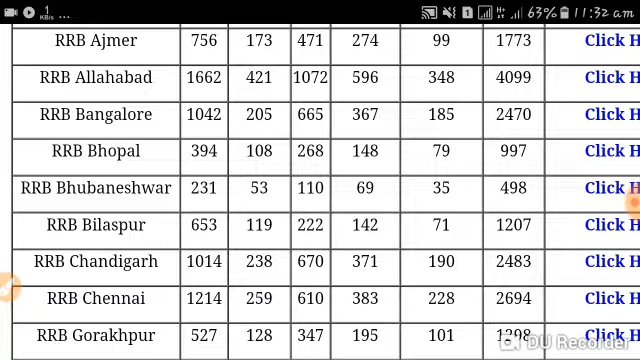 1
KB/s
63% 11:32 am
RRB Ajmer 756 173 471 274 99 1773 Click H
RRB Allahabad 1662 421 1072 596 348 4099 Click H
RRB Bangalore 1042 205 665 367 185 2470 Click H
RRB Bhopal 394 108 268 148 79 997 Click H
RRB Bhubaneshwar 231 53 110 69 35 498 Click H
RRB Bilaspur 653 119 222 142 71 1207 Click H
RRB Chandigarh 1014 238 670 371 190 2483 Click H
RRB Chennai 1214 259 610 383 228 2694 Click H
RRB Gorakhpur 527 128 347 195 101 1298 Click H
DU Recorder